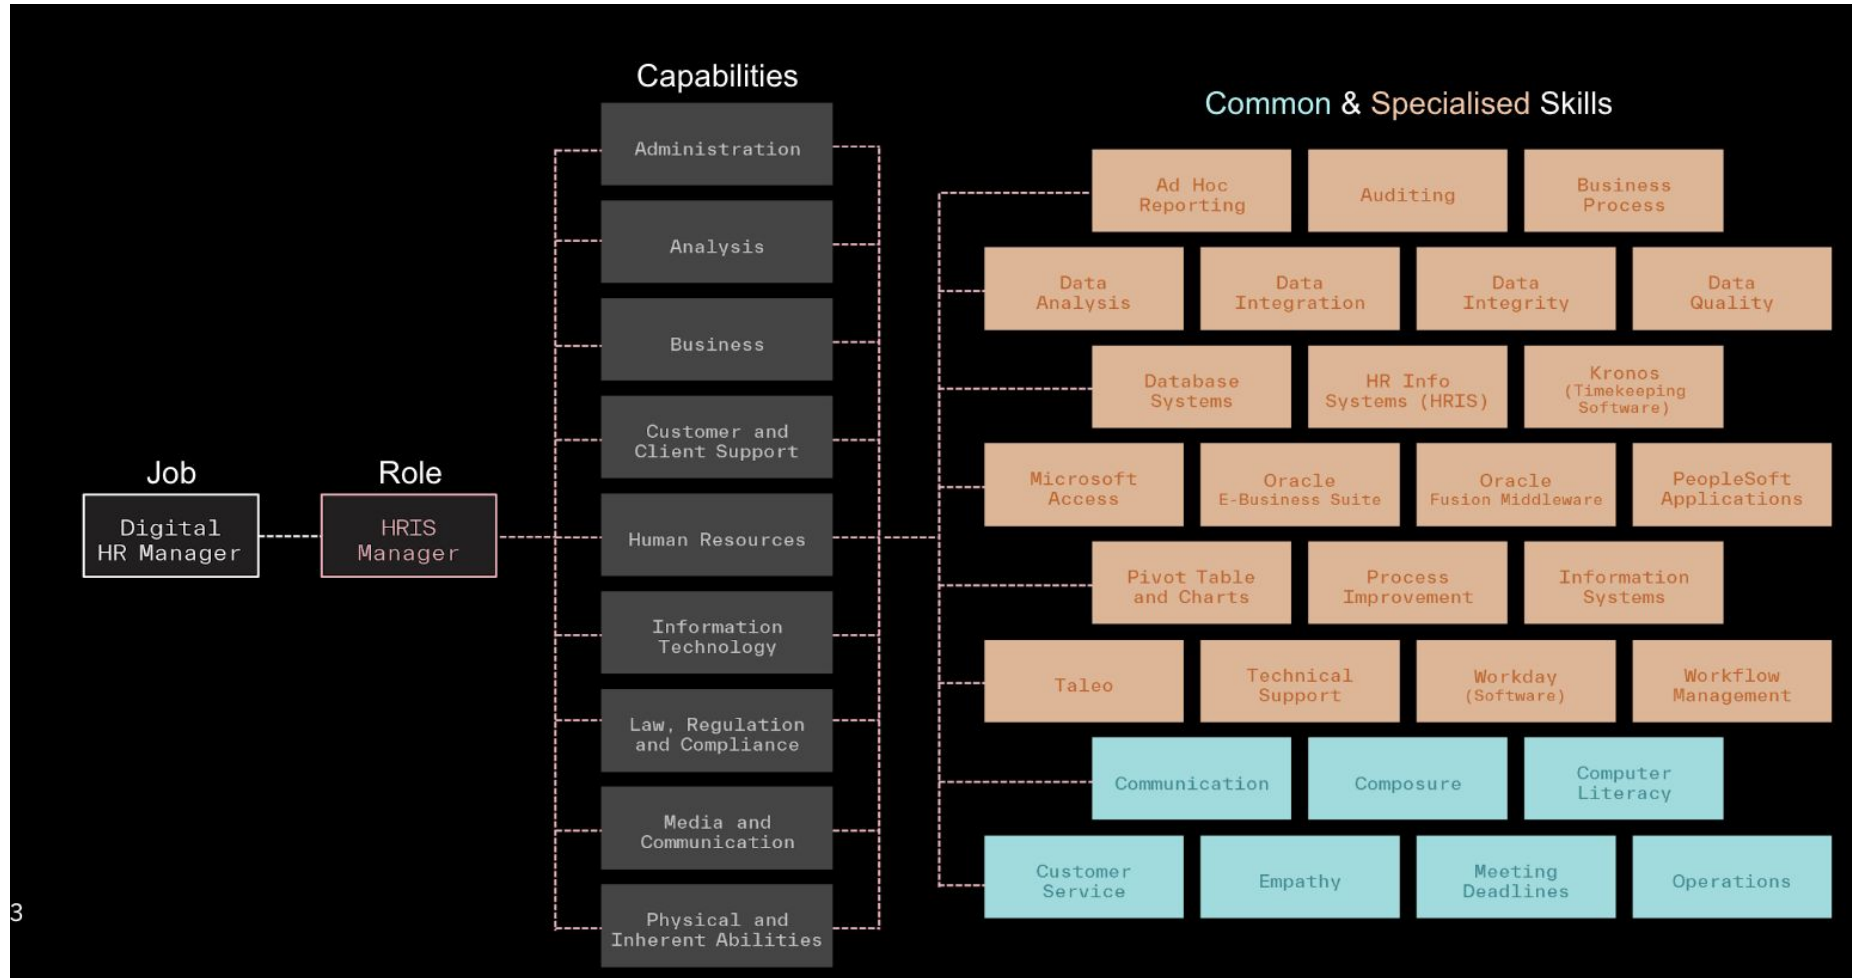 Capabilities
Common & Specialised Skills
Job
Digital
HR Manager
Role
HRIS
Manager
Administration
Analysis
Business
Customer and
Client Support
Human Resources
Information
Technology
Law, Regulation
and Compliance
Media and
Communication
Physical and
Inherent Abilities
Ad Hoc
Reporting
Auditing
Business
Process
Data
Analysis
Data
Integration
Data
Integrity
Data
Quality
Database
Systems
HR Info
Systems (HRIS)
Kronos
(Timekeeping
Software)
Microsoft
Access
Oracle
E-Business Suite
Oracle
Fusion Middleware
PeopleSoft
Applications
Pivot Table
and Charts
Process
Improvement
Information
Systems
Taleo
Technical
Support
Workday
(Software)
Workflow
Management
Communication
Composure
Computer
Literacy
Customer
Service
Empathy
Meeting
Deadlines
Operations
3